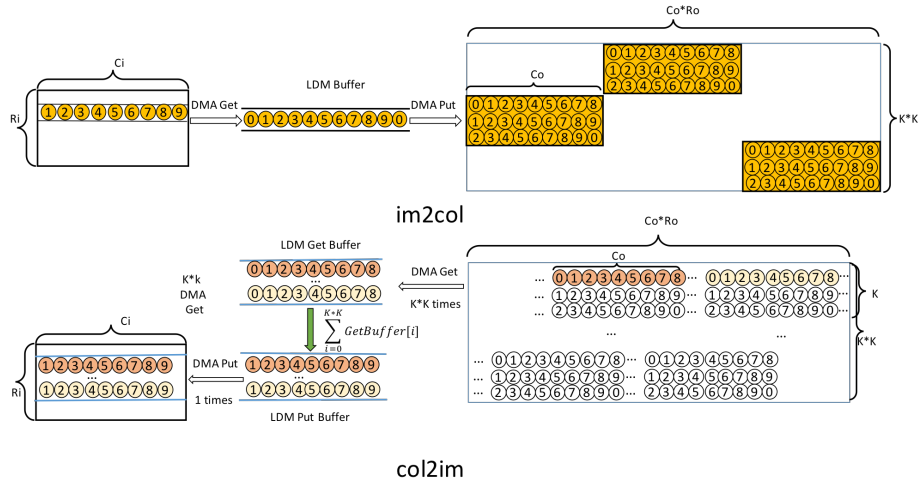 Co*Ro
Ci
LDM Buffer
Co
Ri
DMA Get
DMA Put
K*K
1 2 3 4 5 6 7 8 9
0 1 2 3 4 5 6 7 8 9 0
0 1 2 3 4 5 6 7 8
1 2 3 4 5 6 7 8 9
2 3 4 5 6 7 8 9 0
0 1 2 3 4 5 6 7 8
1 2 3 4 5 6 7 8 9
2 3 4 5 6 7 8 9 0
0 1 2 3 4 5 6 7 8
1 2 3 4 5 6 7 8 9
2 3 4 5 6 7 8 9 0
im2col
Co*Ro
LDM Get Buffer
Co
K*k
DMA
Get
0 1 2 3 4 5 6 7 8
...
0 1 2 3 4 5 6 7 8
DMA Get
K*K times
... 0 1 2 3 4 5 6 7 8 ... 0 1 2 3 4 5 6 7 8 ...
... 1 2 3 4 5 6 7 8 9 ... 1 2 3 4 5 6 7 8 9 ...
... 2 3 4 5 6 7 8 9 0 ... 2 3 4 5 6 7 8 9 0 ...
K
K*K
... ...
... 0 1 2 3 4 5 6 7 8 ... 0 1 2 3 4 5 6 7 8
... 1 2 3 4 5 6 7 8 9 ... 1 2 3 4 5 6 7 8 9
... 2 3 4 5 6 7 8 9 0 ... 2 3 4 5 6 7 8 9 0
K*K
∑ GetBuffer[i]
i=0
Ci
Ri
1 2 3 4 5 6 7 8 9
...
1 2 3 4 5 6 7 8 9
DMA Put
1 times
1 2 3 4 5 6 7 8 9
...
1 2 3 4 5 6 7 8 9
LDM Put Buffer
col2im